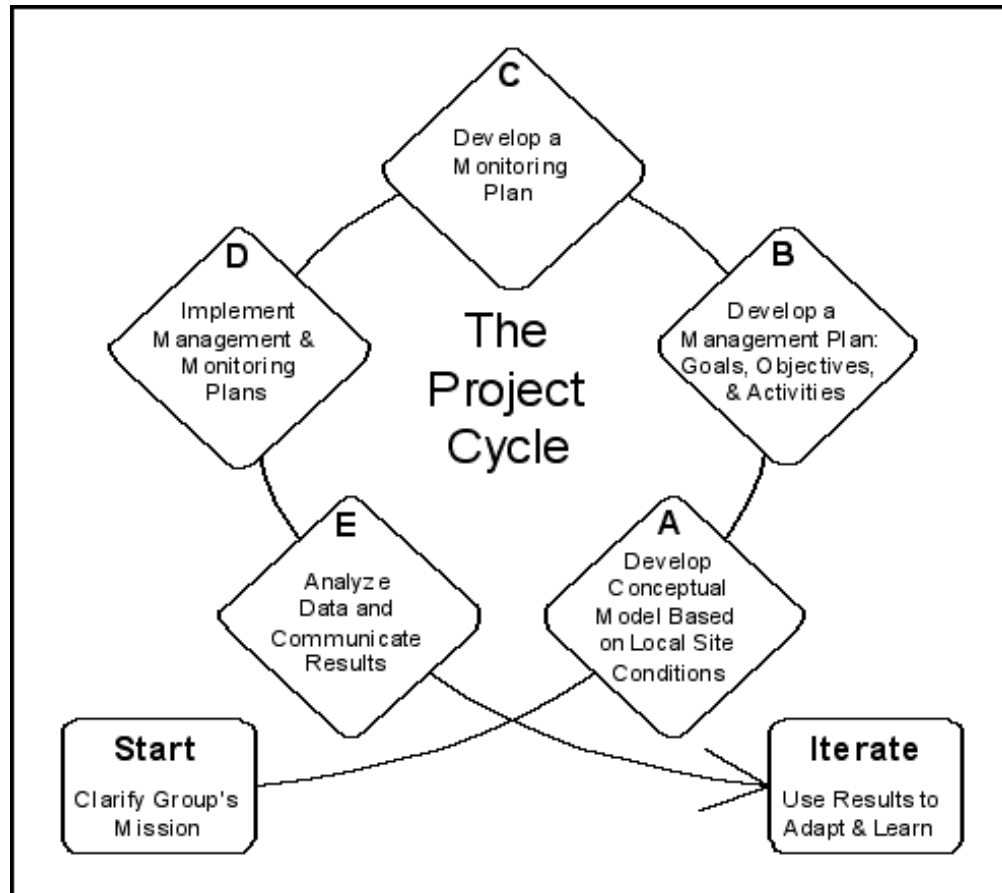 C
Develop a
Monitoring
Plan
D
Implement
Management &
Monitoring
Plans
B
Develop a
Management Plan:
Goals, Objectives,
& Activities
The
Project
Cycle
E
Analyze
Data and
Communicate
Results
A
Develop
Conceptual
Model Based
on Local Site
Conditions
Start
Clarify Group's
Mission
Iterate
Use Results to
Adapt & Learn